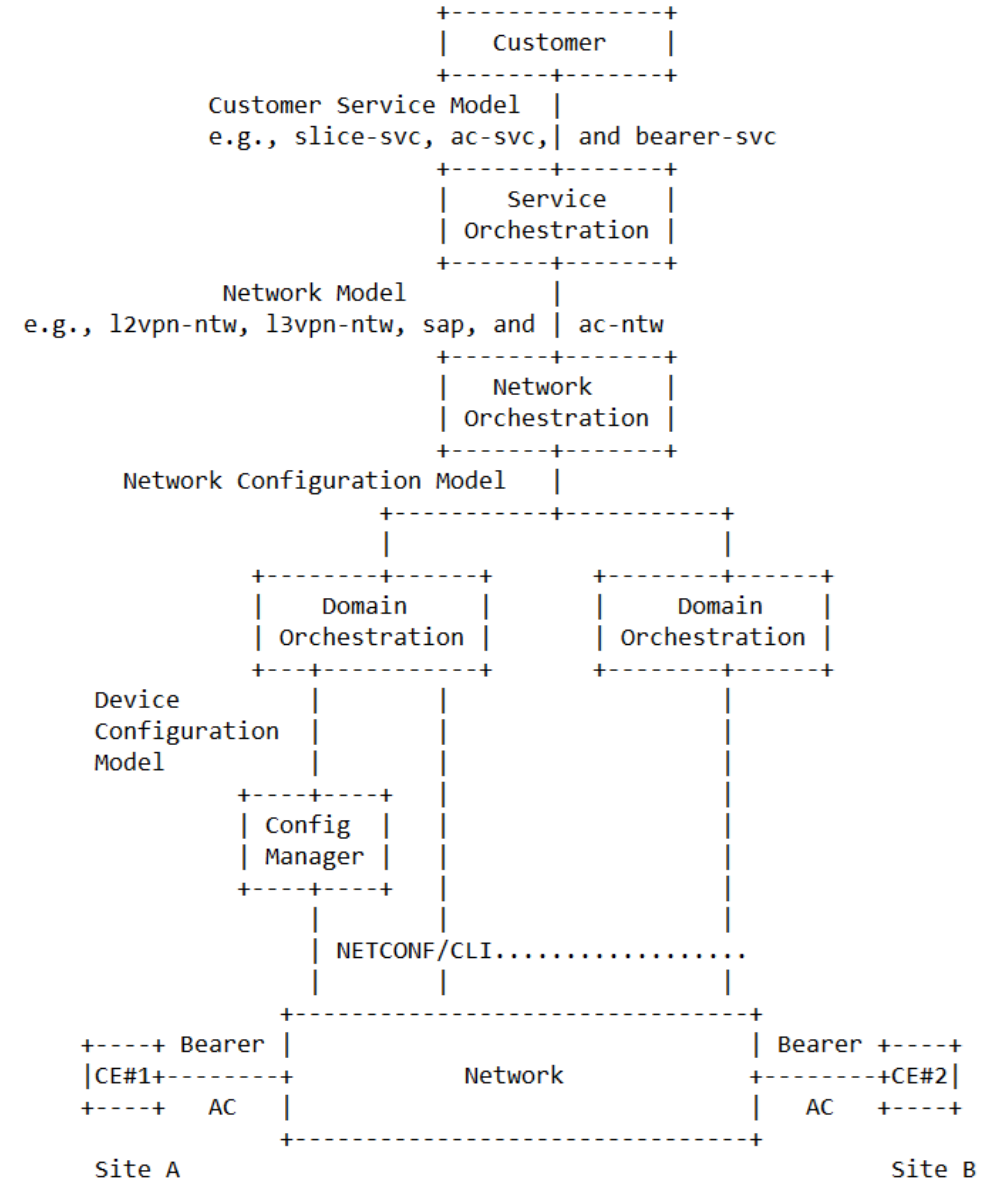 Customer
Customer Service Model
e.g., slice-svc, ac-svc, and bearer-svc
Service
Orchestration
Network Model
e.g., l2vpn-ntw, l3vpn-ntw, sap, and ac-ntw
Network
Orchestration
Network Configuration Model
Domain Domain
Orchestration Orchestration
Device
Configuration
Model
Config
Manager
NETCONF/CLI..................
Bearer Bearer
CE#1 Network CE#2
AC AC
Site A Site B